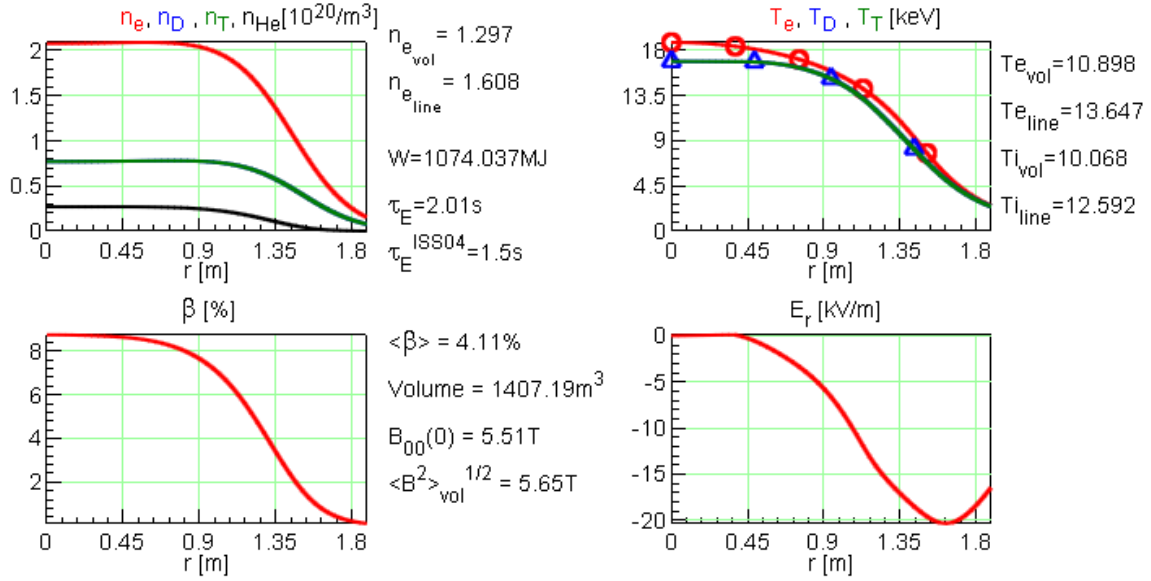 n_e, n_D, n_T, n_He[10^20/m^3]
2
1.5
1
0.5
0
0 0.45 0.9 1.35 1.8
r [m]
n_e_vol = 1.297
n_e_line = 1.608
W=1074.037MJ
τ_E=2.01s
τ_E^ISS04=1.5s
T_e, T_D, T_T [keV]
18
13.5
9
4.5
0
0 0.45 0.9 1.35 1.8
r [m]
Te_vol=10.898
Te_line=13.647
Ti_vol=10.068
Ti_line=12.592
β [%]
8
6
4
2
0 0.45 0.9 1.35 1.8
r [m]
<β> = 4.11%
Volume = 1407.19m^3
B_00(0) = 5.51T
<B^2>_vol^1/2 = 5.65T
E_r [kV/m]
0
-5
-10
-15
-20
0 0.45 0.9 1.35 1.8
r [m]